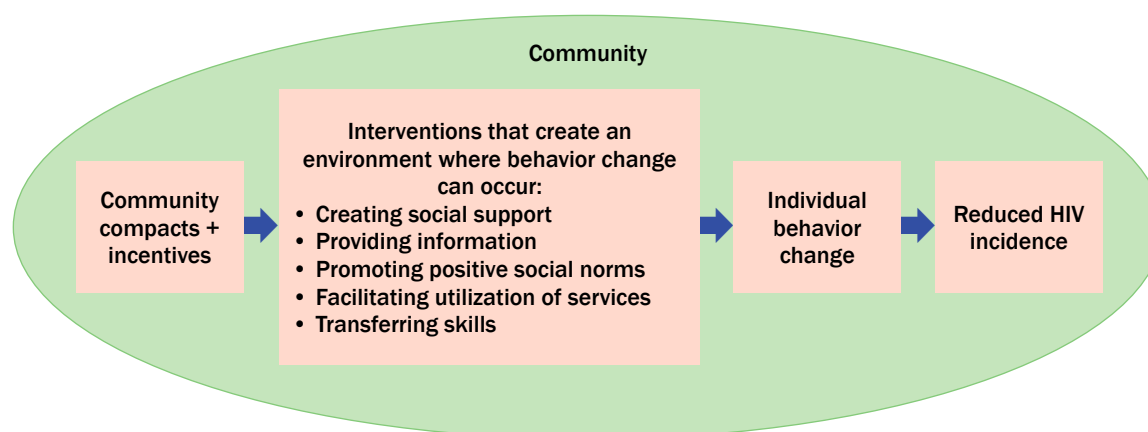 Community
Community
compacts +
incentives
Interventions that create an
environment where behavior change
can occur:
• Creating social support
• Providing information
• Promoting positive social norms
• Facilitating utilization of services
• Transferring skills
Individual
behavior
change
Reduced HIV
incidence